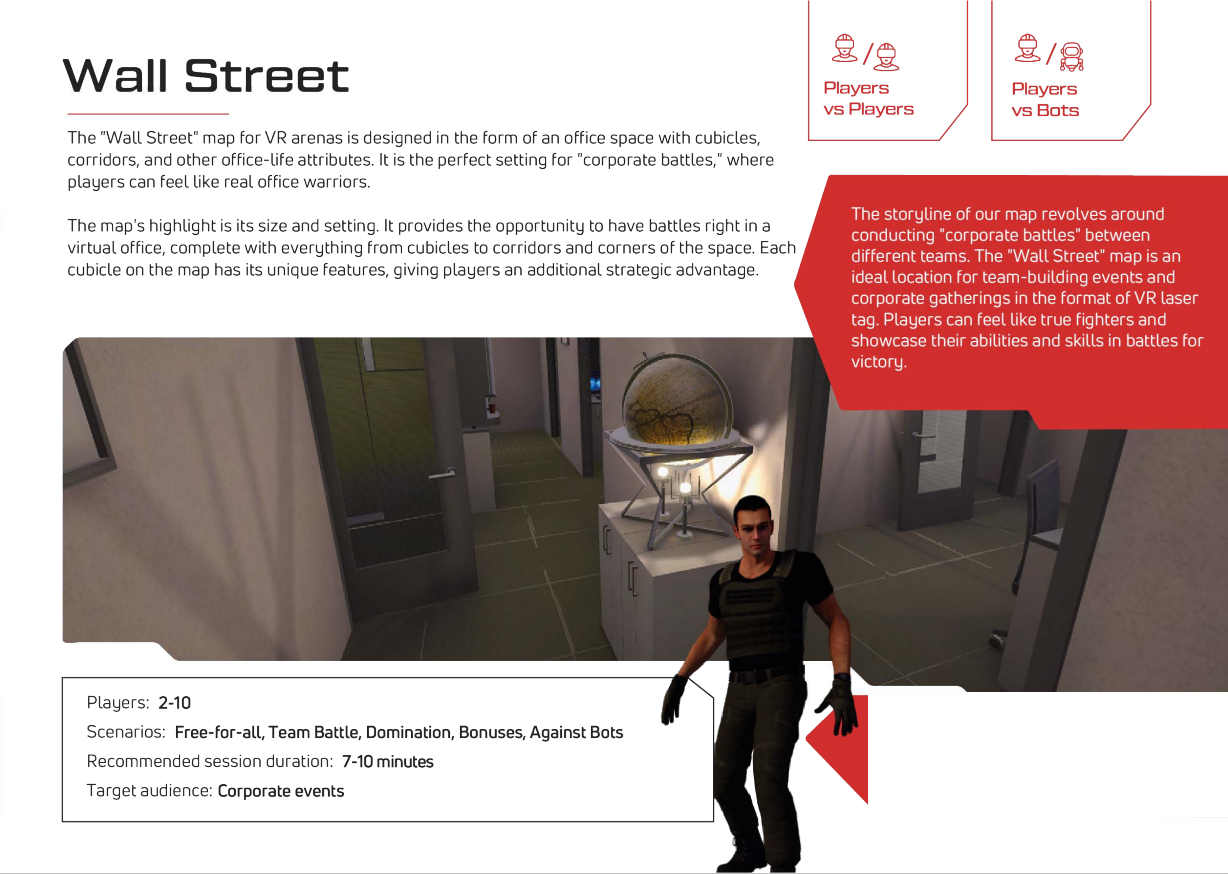 Wall Street
The "Wall Street" map for VR arenas is designed in the form of an office space with cubicles,
corridors, and other office-life attributes. It is the perfect setting for "corporate battles," where
players can feel like real office warriors.
The map's highlight is its size and setting. It provides the opportunity to have battles right in a
virtual office, complete with everything from cubicles to corridors and corners of the space. Each
cubicle on the map has its unique features, giving players an additional strategic advantage.
Players
vs Players
Players
vs Bots
The storyline of our map revolves around
conducting "corporate battles" between
different teams. The "Wall Street" map is an
ideal location for team-building events and
corporate gatherings in the format of VR laser
tag. Players can feel like true fighters and
showcase their abilities and skills in battles for
victory.
Players: 2-10
Scenarios: Free-for-all, Team Battle, Domination, Bonuses, Against Bots
Recommended session duration: 7-10 minutes
Target audience: Corporate events